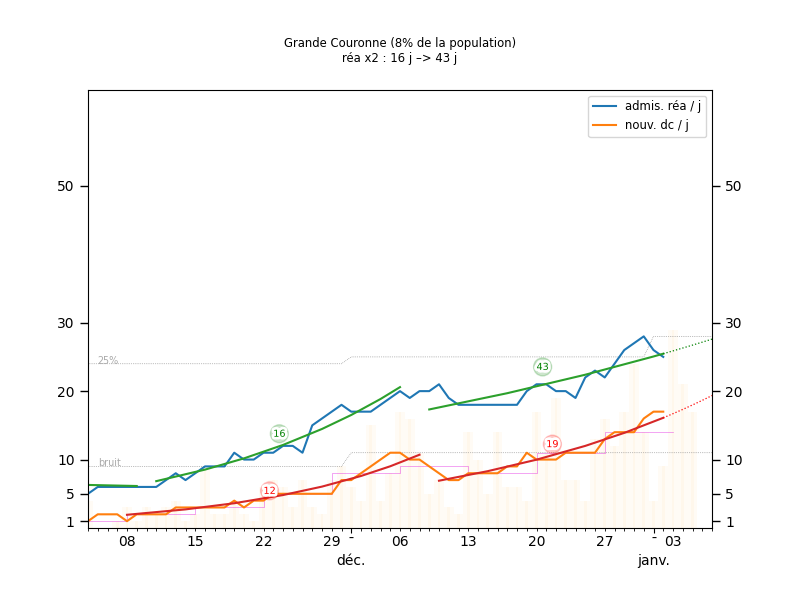 Grande Couronne (8% de la population)
réa x2 : 16 j –> 43 j
admis. réa / j
nouv. dc / j
50 50
30 30
25%
43
20 20
16
19
bruit
10 10
12
5 5
1 1
08 15 22 29 - 06 13 20 27 - 03
déc. janv.